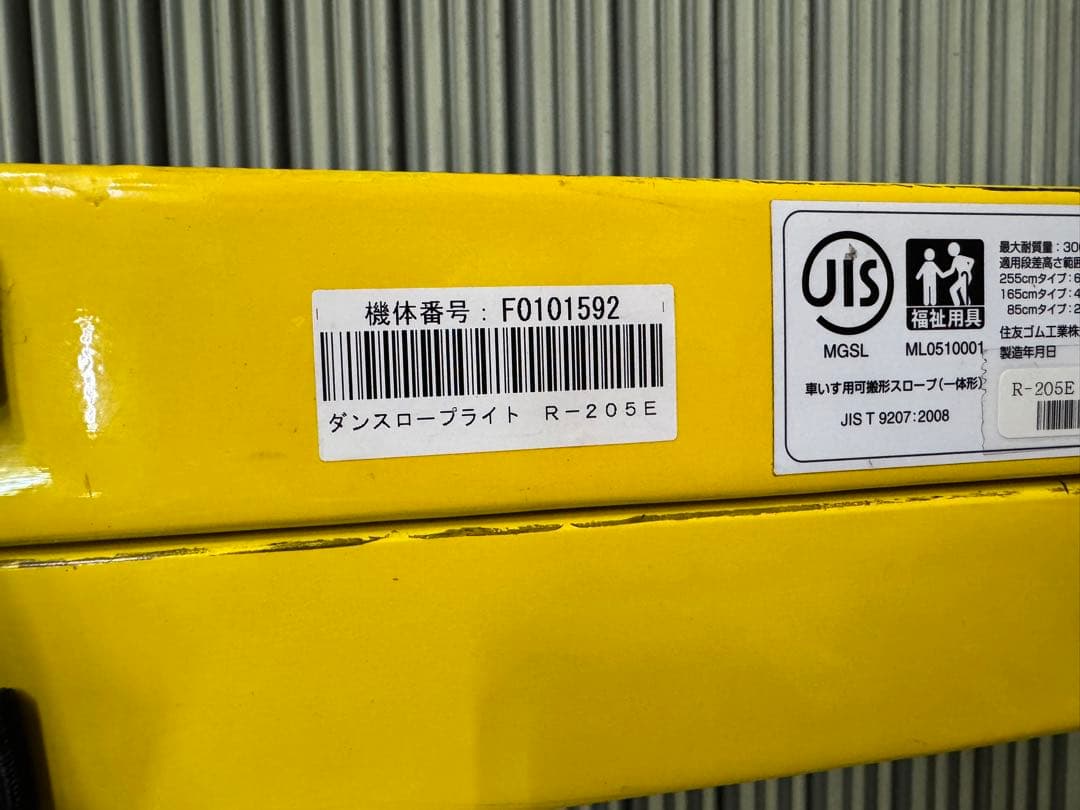 機体番号：F0101592
ダンスロープライト　R－205E
JIS
MGSL
福祉用具
ML0510001
車いす用可搬形スロープ(一体形)
JIS T 9207:2008
最大耐質量：30
適用段差高さ範囲
255cmタイプ：6
165cmタイプ：4
85cmタイプ：2
住友ゴム工業株
製造年月日
R-205E